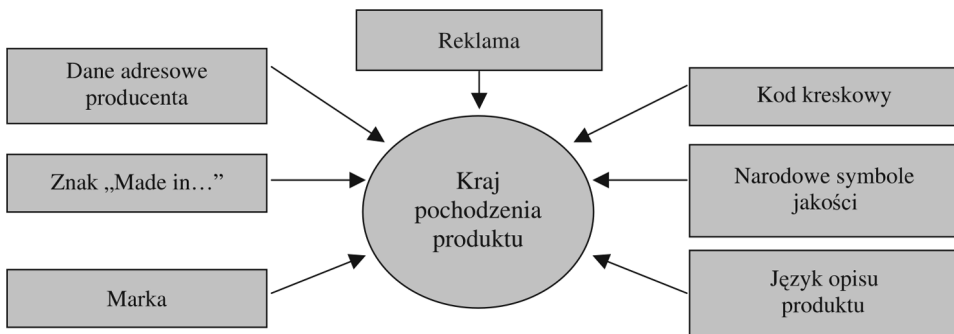 Reklama
Dane adresowe
producenta
Kod kreskowy
Znak „Made in…”
Kraj
pochodzenia
produktu
Narodowe symbole
jakości
Marka
Język opisu
produktu